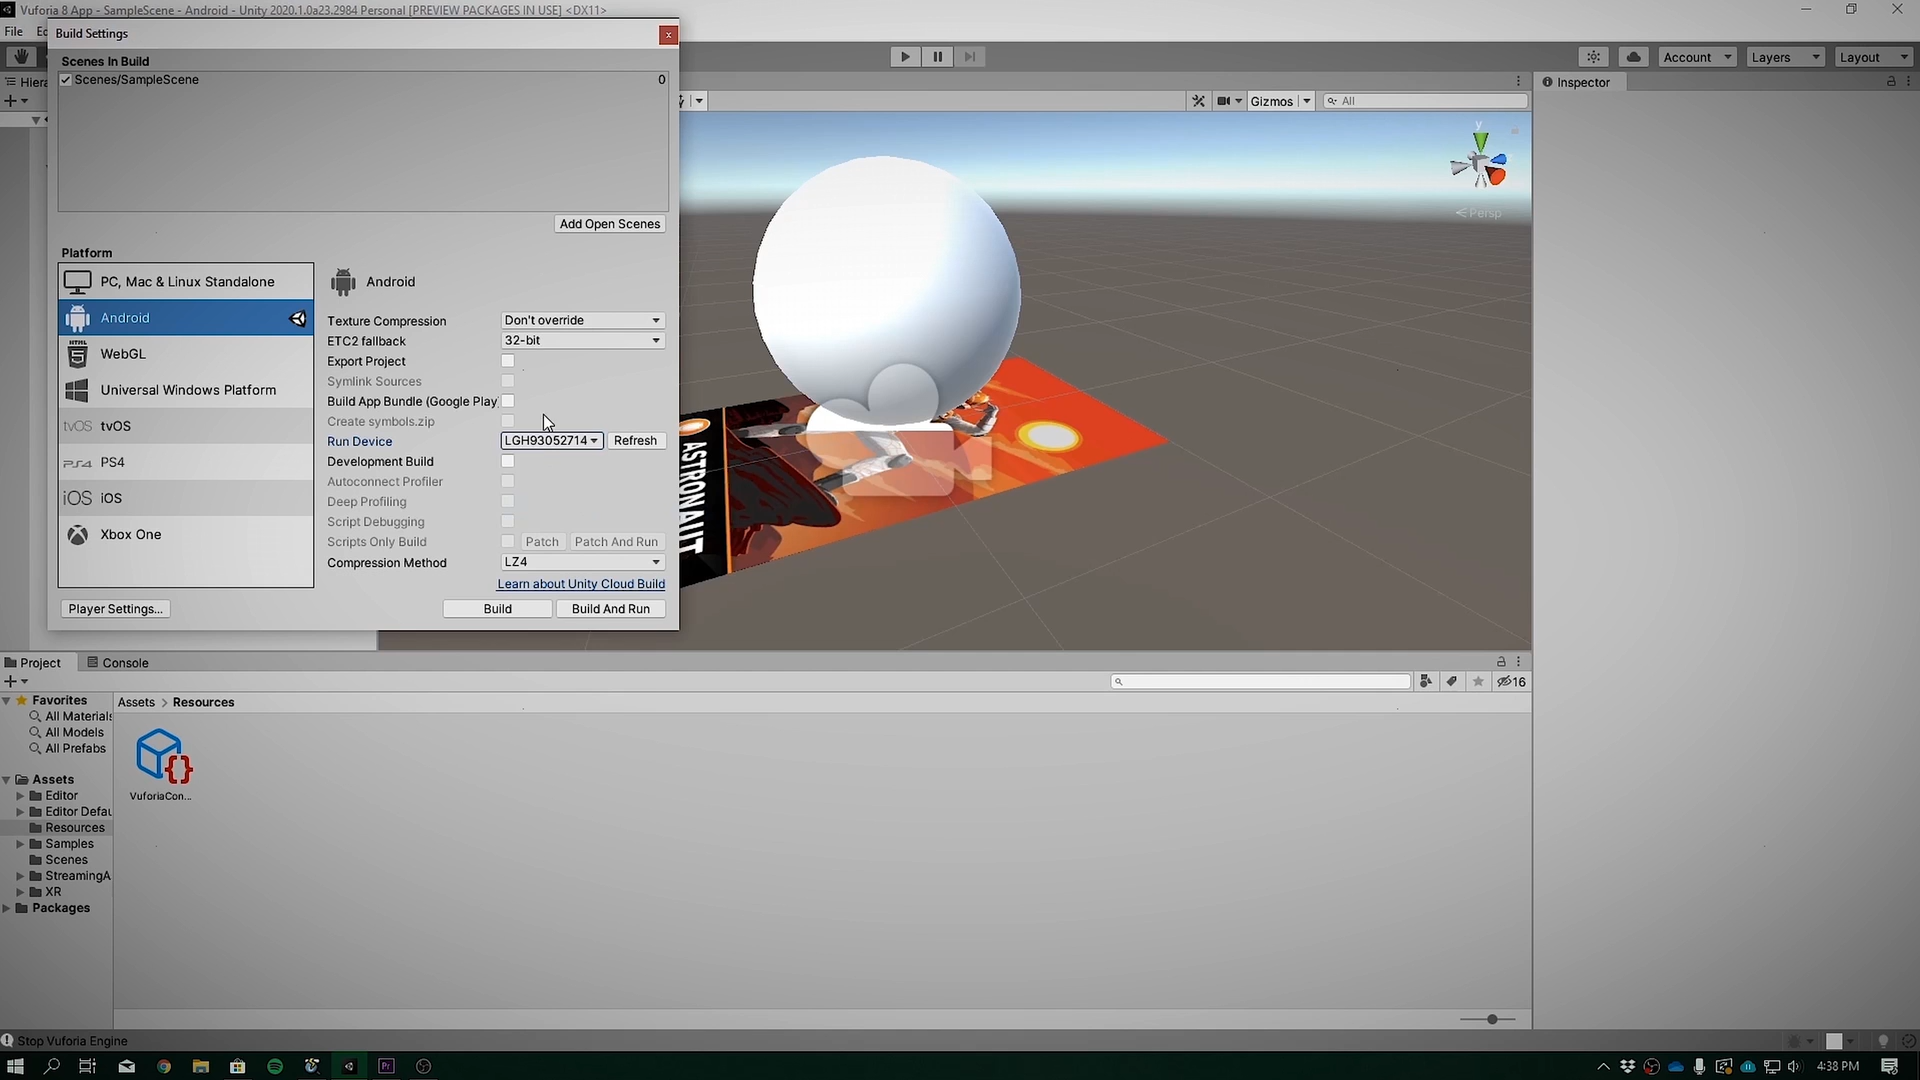 Vuforia 8 App - SampleScene - Android - Unity 2020.1.0a23.2984 Personal [PREVIEW PACKAGES IN USE] <DX11>
File
Build Settings
Scenes In Build
Scenes/SampleScene 0
Add Open Scenes
Platform
PC, Mac & Linux Standalone
Android
WebGL
Universal Windows Platform
tvOS tvOS
PS4
iOS iOS
Xbox One
Player Settings...
Android
Texture Compression Don't override
ETC2 fallback 32-bit
Export Project
Symlink Sources
Build App Bundle (Google Play
Create symbols.zip
Run Device LGH93052714 Refresh
Development Build
Autoconnect Profiler
Deep Profiling
Script Debugging
Scripts Only Build Patch Patch And Run
Compression Method LZ4
Learn about Unity Cloud Build
Build Build And Run
Account Layers Layout
Hiera
Gizmos All
Inspector
y
Persp
ASTRONAUT
Project Console
16
Favorites
All Materials
All Models
All Prefabs
Assets
Editor
Editor Defau
Resources
Samples
Scenes
StreamingA
XR
Packages
Assets > Resources
VuforiaCon...
Stop Vuforia Engine
4:38 PM